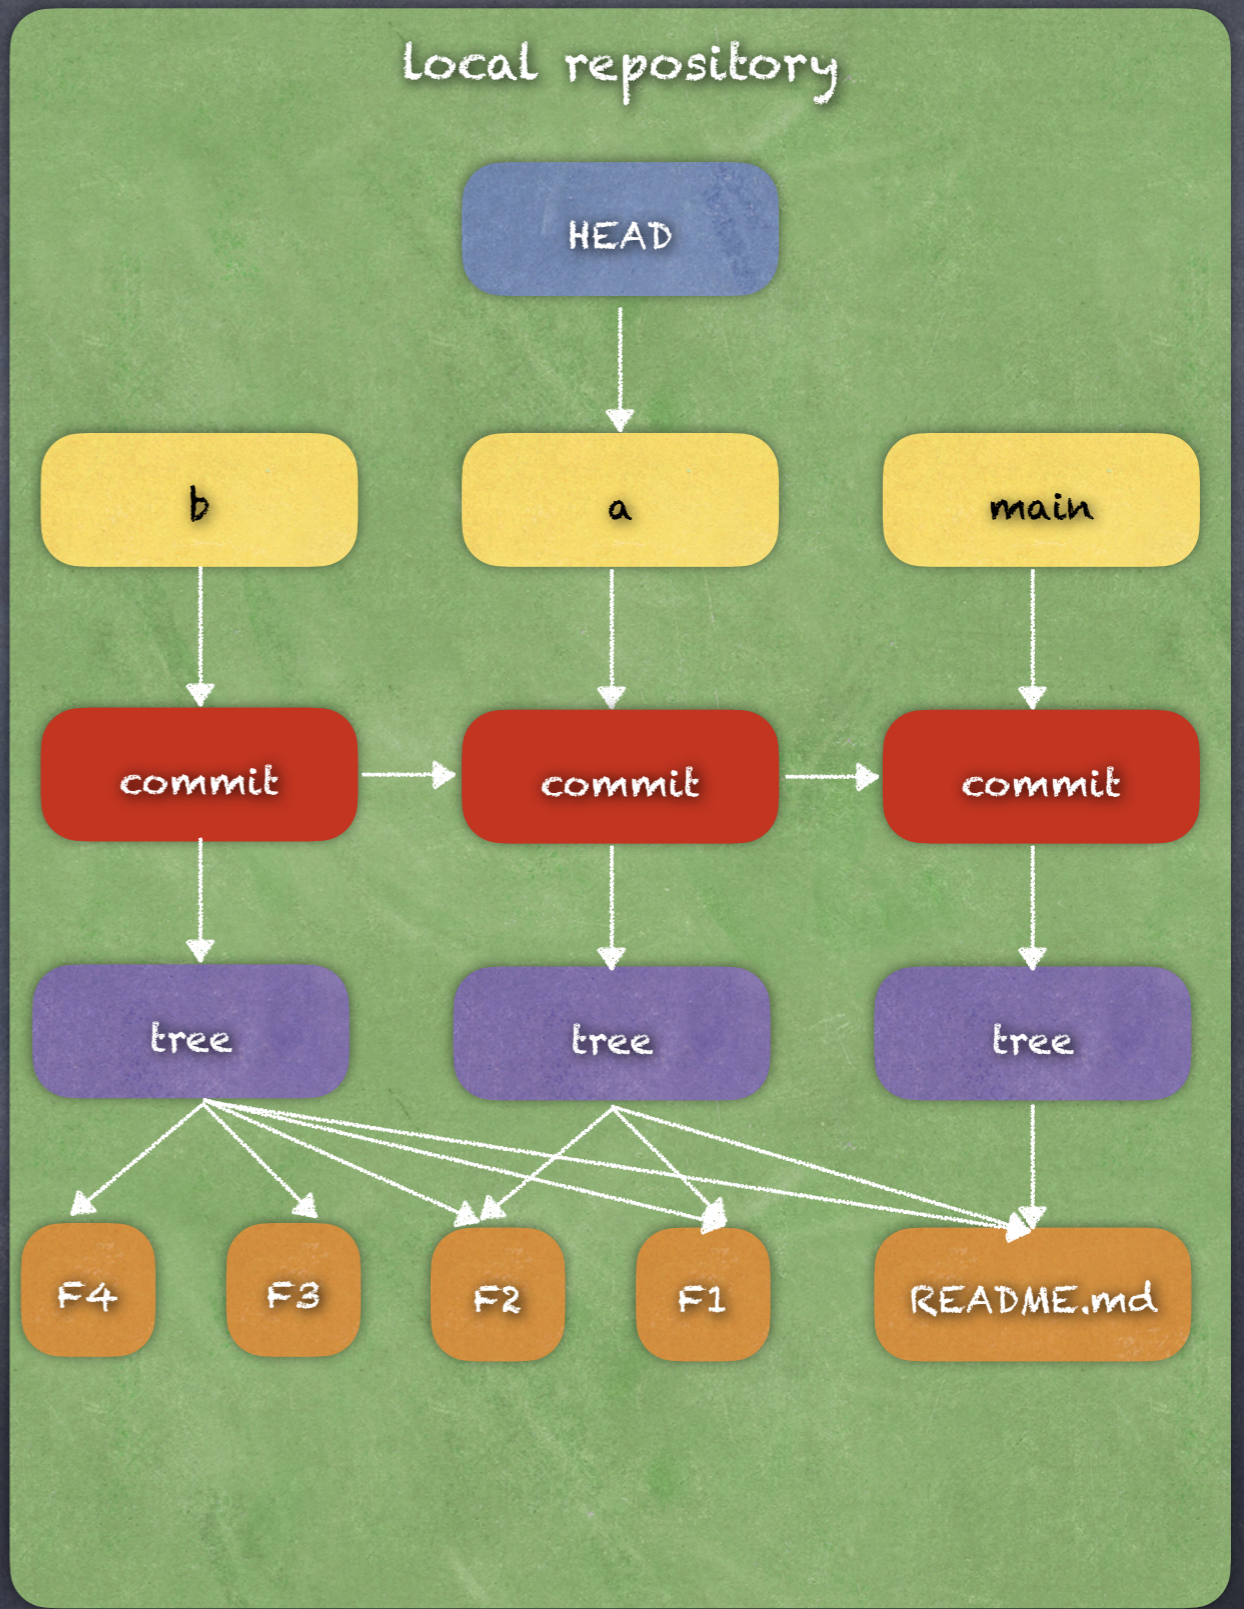 local repository
HEAD
b
a
main
commit
commit
commit
tree
tree
tree
F4
F3
F2
F1
README.md